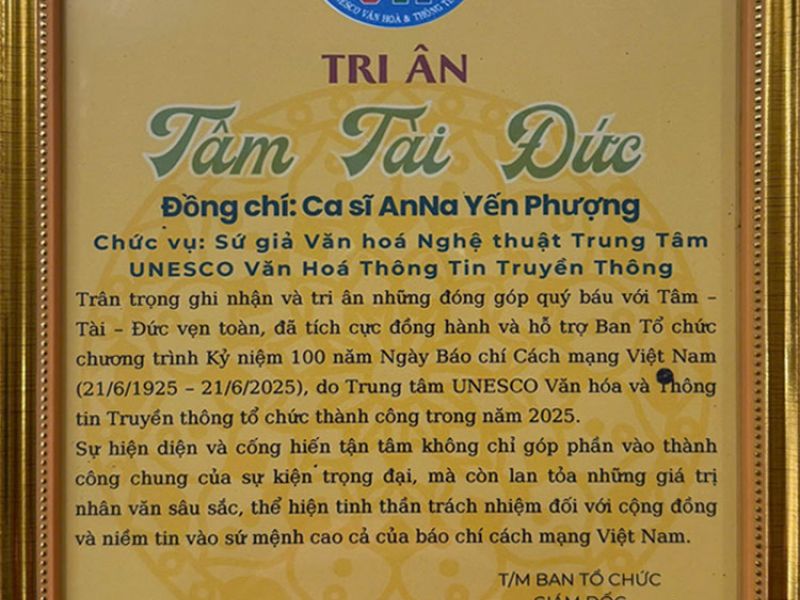 UNESCO VĂN HOÁ & THÔNG
TRI ÂN
Tâm Tài Đức
Đồng chí: Ca sĩ AnNa Yến Phượng
Chức vụ: Sứ giả Văn hoá Nghệ thuật Trung Tâm
UNESCO Văn Hoá Thông Tin Truyền Thông
Trân trọng ghi nhận và tri ân những đóng góp quý báu với Tâm –
Tài – Đức vẹn toàn, đã tích cực đồng hành và hỗ trợ Ban Tổ chức
chương trình Kỷ niệm 100 năm Ngày Báo chí Cách mạng Việt Nam
(21/6/1925 – 21/6/2025), do Trung tâm UNESCO Văn hóa và Thông
tin Truyền thông tổ chức thành công trong năm 2025.
Sự hiện diện và cống hiến tận tâm không chỉ góp phần vào thành
công chung của sự kiện trọng đại, mà còn lan tỏa những giá trị
nhân văn sâu sắc, thể hiện tinh thần trách nhiệm đối với cộng đồng
và niềm tin vào sứ mệnh cao cả của báo chí cách mạng Việt Nam.
T/M BAN TỔ CHỨC
GIÁM ĐỐC